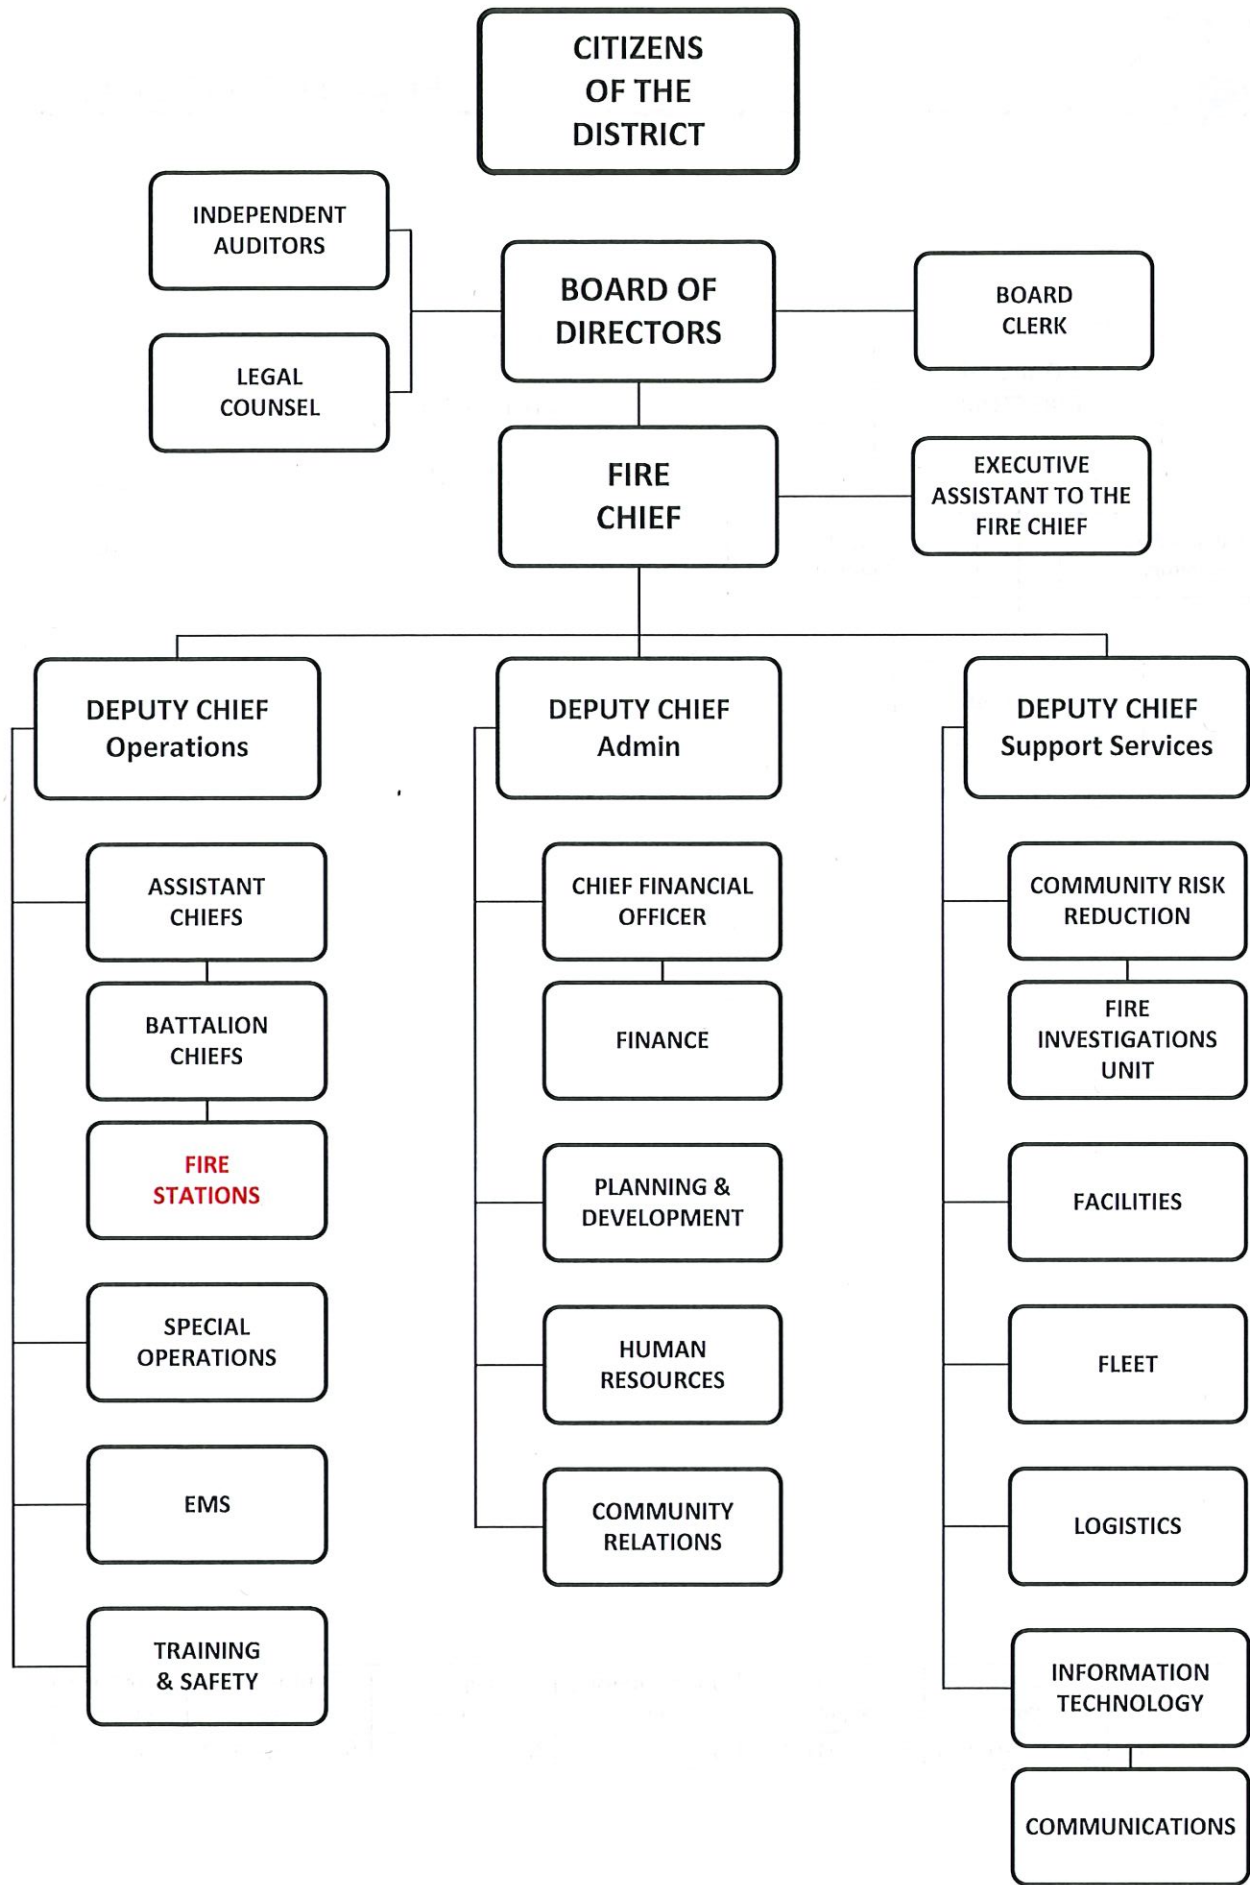 CITIZENS
OF THE
DISTRICT
INDEPENDENT
AUDITORS
BOARD OF
DIRECTORS
BOARD
CLERK
LEGAL
COUNSEL
FIRE
CHIEF
EXECUTIVE
ASSISTANT TO THE
FIRE CHIEF
DEPUTY CHIEF
Operations
DEPUTY CHIEF
Admin
DEPUTY CHIEF
Support Services
ASSISTANT
CHIEFS
BATTALION
CHIEFS
FIRE
STATIONS
SPECIAL
OPERATIONS
EMS
TRAINING
& SAFETY
CHIEF FINANCIAL
OFFICER
FINANCE
PLANNING &
DEVELOPMENT
HUMAN
RESOURCES
COMMUNITY
RELATIONS
COMMUNITY RISK
REDUCTION
FIRE
INVESTIGATIONS
UNIT
FACILITIES
FLEET
LOGISTICS
INFORMATION
TECHNOLOGY
COMMUNICATIONS